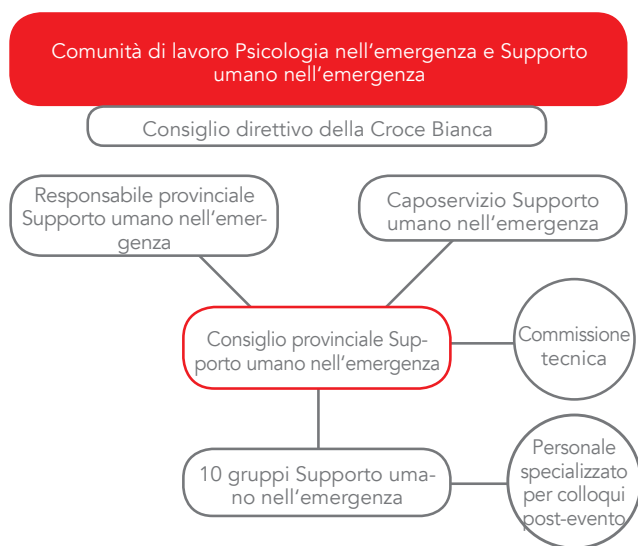 Comunità di lavoro Psicologia nell'emergenza e Supporto
umano nell'emergenza
Consiglio direttivo della Croce Bianca
Responsabile provinciale
Supporto umano nell'emer-
genza
Caposervizio Supporto
umano nell'emergenza
Consiglio provinciale Sup-
porto umano nell'emergenza
Commissione
tecnica
10 gruppi Supporto uma-
no nell'emergenza
Personale
specializzato
per colloqui
post-evento